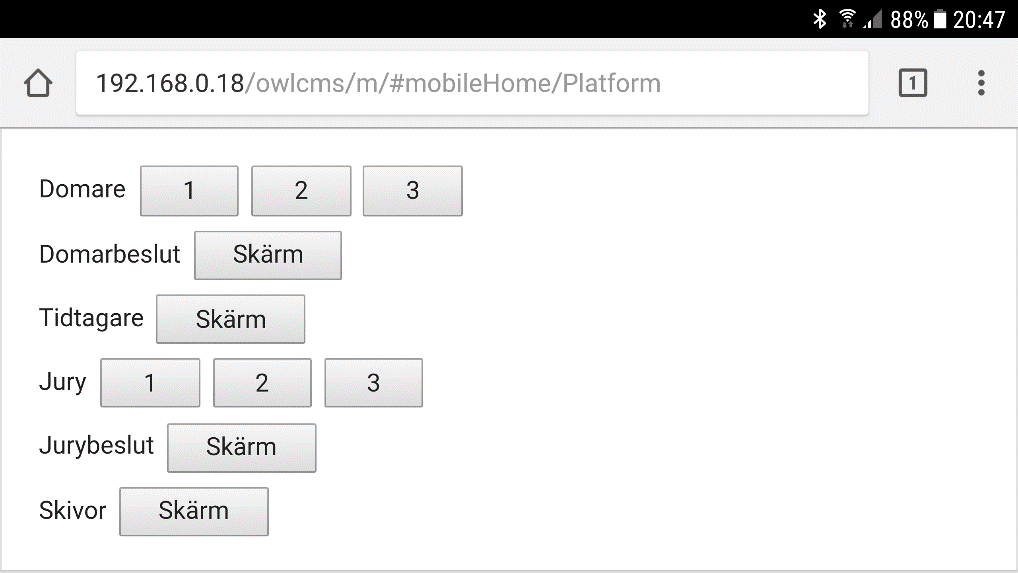 88% 20:47
192.168.0.18/owlcms/m/#mobileHome/Platform 1
Domare 1 2 3
Domarbeslut Skärm
Tidtagare Skärm
Jury 1 2 3
Jurybeslut Skärm
Skivor Skärm